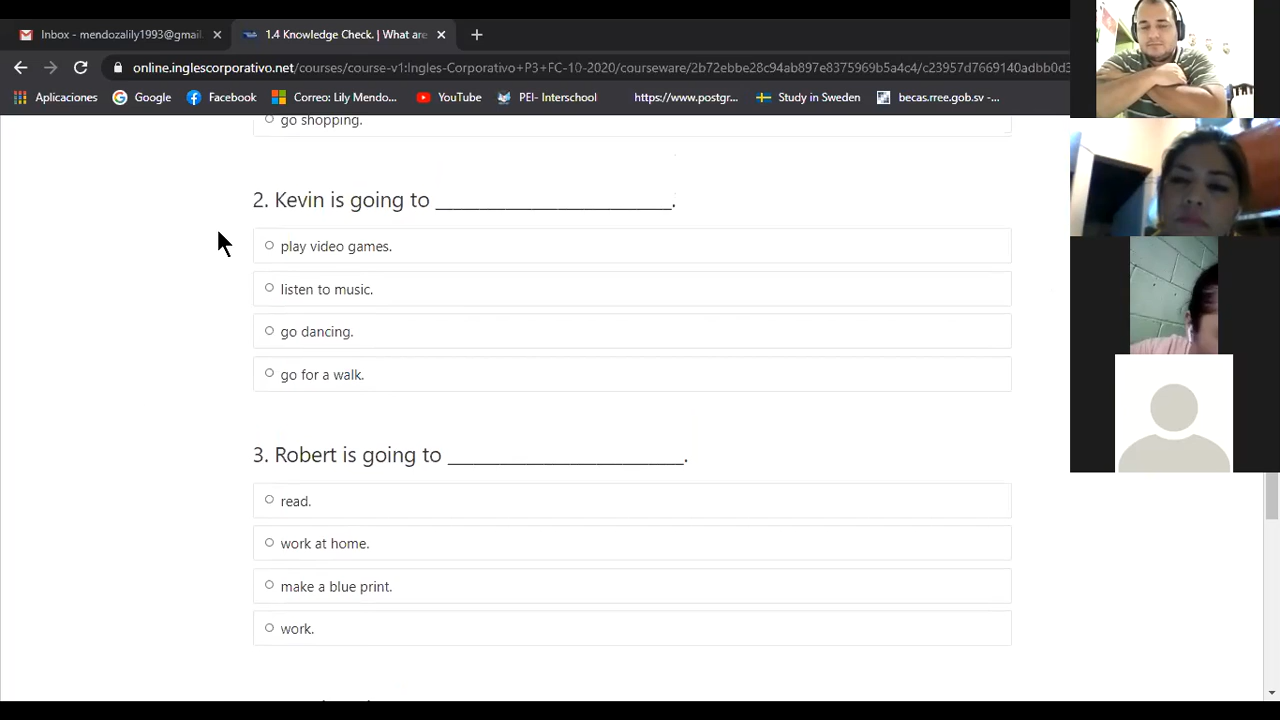 Inbox - mendozalily1993@gmail.
1.4 Knowledge Check. | What are
online.inglescorporativo.net/courses/course-v1:Ingles-Corporativo+P3+FC-10-2020/courseware/2b72ebbe28c94ab897e8375969b5a4c4/c23957d7669140adbb0d3
Aplicaciones
Google
Facebook
Correo: Lily Mendo...
YouTube
PEI- Interschool
https://www.postgr...
Study in Sweden
becas.rree.gob.sv -...
go shopping.
2. Kevin is going to ________________________.
play video games.
listen to music.
go dancing.
go for a walk.
3. Robert is going to ________________________.
read.
work at home.
make a blue print.
work.